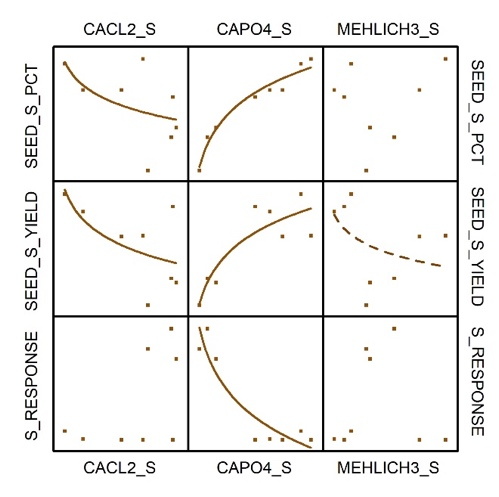 CACL2_S CAPO4_S MEHLICH3_S
SEED_S_PCT
SEED_S_PCT
SEED_S_YIELD
SEED_S_YIELD
S_RESPONSE
S_RESPONSE
CACL2_S CAPO4_S MEHLICH3_S